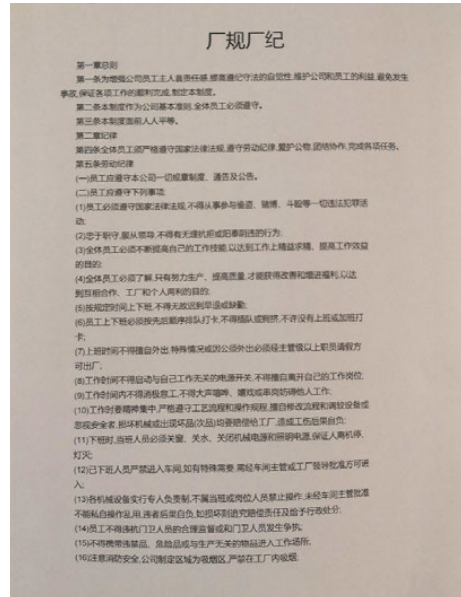 厂规厂纪
第一章总则
第一条为增强公司员工主人翁责任感,提高遵纪守法的自觉性,维护公司和员工的利益,避免发生
事故,保证各项工作的顺利完成,制定本制度。
第二条本制度作为公司基本准则,全体员工必须遵守。
第三条本制度面前人人平等。
第二章纪律
第四条全体员工须严格遵守国家法律法规,遵守劳动纪律,爱护公物,团结协作,完成各项任务。
第五条劳动纪律
(一)员工应遵守本公司一切规章制度、通告及公告。
(二)员工应遵守下列事项:
(1)员工必须遵守国家法律法规,不得从事参与偷盗、赌博、斗殴等一切违法犯罪活
动;
(2)忠于职守,服从领导,不得有无理抗拒或阳奉阴违的行为;
(3)全体员工必须不断提高自己的工作技能,以达到工作上精益求精、提高工作效益
的目的;
(4)全体员工必须了解,只有努力生产、提高质量,才能获得改善和增进福利,以达
到互相合作、工厂和个人两利的目的;
(5)按规定时间上下班,不得无故迟到早退或缺勤;
(6)员工上下班必须按先后顺序排队打卡,不得插队或拥挤,不许没有上班或加班打
卡;
(7)上班时间不得擅自外出,特殊情况或因公须外出必须经主管级以上职员请假方
可出厂;
(8)工作时间不得启动与自己工作无关的电源开关,不得擅自离开自己的工作岗位;
(9)工作时间内不得消极怠工,不得大声喧哗、嬉戏或串岗妨碍他人工作;
(10)工作时要精神集中,严格遵守工艺流程和操作规程,擅自修改流程和调较设备或
忽视安全者,损坏机械或出现坏品(次品)均要赔偿给工厂,造成工伤后果自负;
(11)下班时,当班人员必须关窗、关水、关闭机械电源和照明电源,保证人离机停、
灯灭;
(12)已下班人员严禁进入车间,如有特殊需要,需经车间主管或工厂领导批准方可进
入;
(13)各机械设备实行专人负责制,不属当班或岗位人员禁止操作,未经车间主管批准
不能私自操作乱用,违者后果自负,如损坏则追究赔偿责任及给予行政处分;
(14)员工不得违抗门卫人员的合理监督或和门卫人员发生争执;
(15)不得携带违禁品、危险品或与生产无关的物品进入工作场所;
(16)注意消防安全,公司制定区域为吸烟区,严禁在工厂内吸烟;